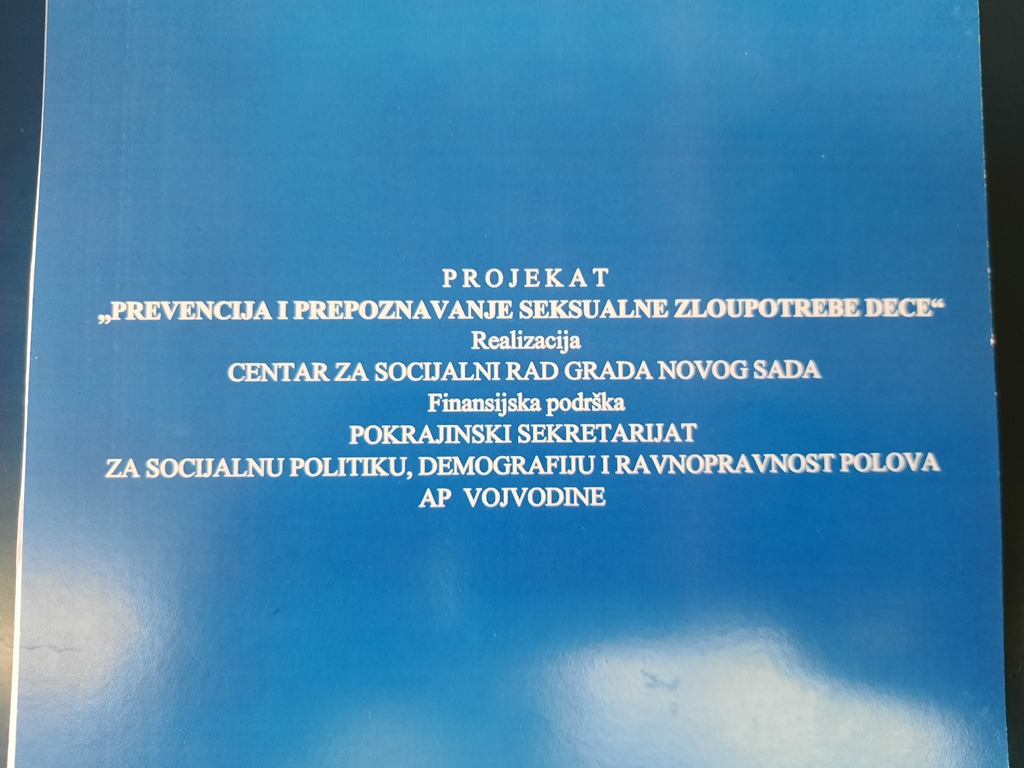 P R O J E K A T
„PREVENCIJA I PREPOZNAVANJE SEKSUALNE ZLOUPOTREBE DECE“
Realizacija
CENTAR ZA SOCIJALNI RAD GRADA NOVOG SADA
Finansijska podrška
POKRAJINSKI SEKRETARIJAT
ZA SOCIJALNU POLITIKU, DEMOGRAFIJU I RAVNOPRAVNOST POLOVA
AP VOJVODINE